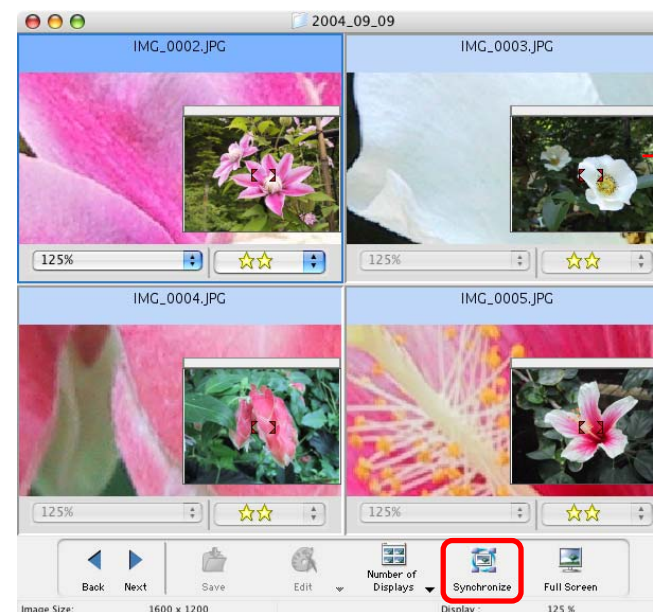 2004_09_09
IMG_0002.JPG
IMG_0003.JPG
125%
125%
IMG_0004.JPG
IMG_0005.JPG
125%
125%
Back
Next
Save
Edit
Number of
Displays
Synchronize
Full Screen
Image Size: 1600 x 1200
Display : 125 %